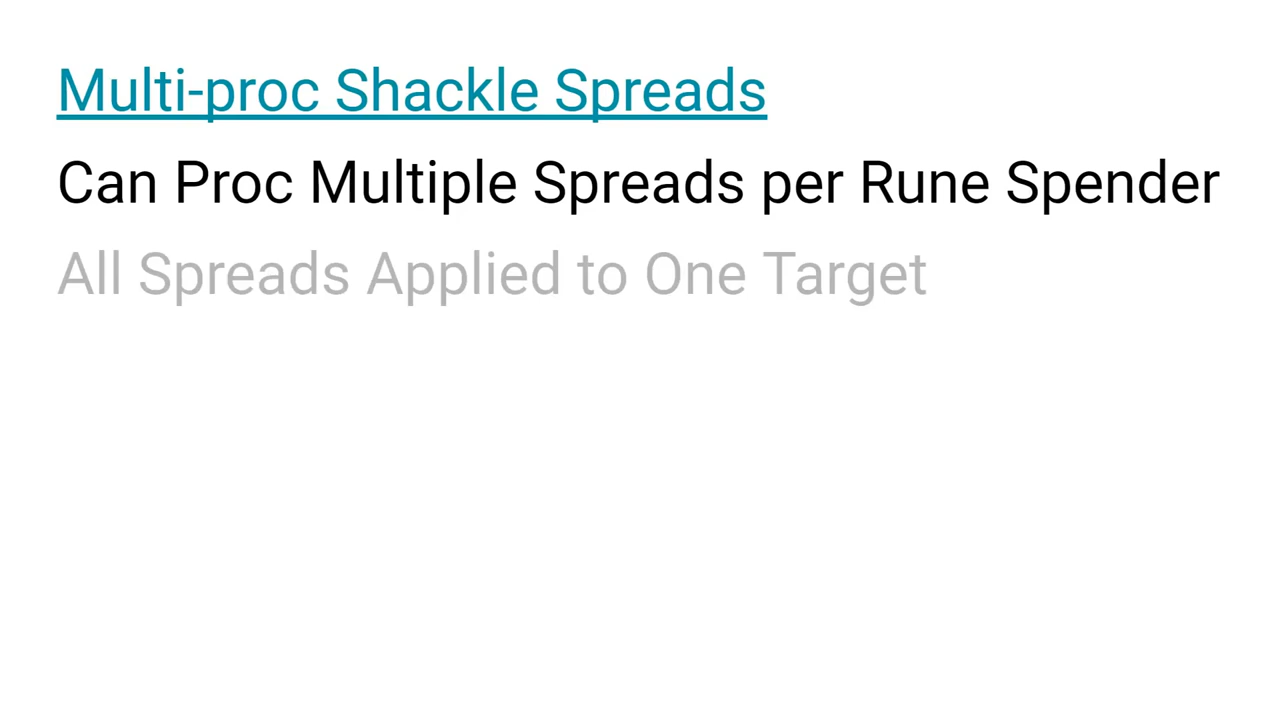 Multi-proc Shackle Spreads
Can Proc Multiple Spreads per Rune Spender
All Spreads Applied to One Target